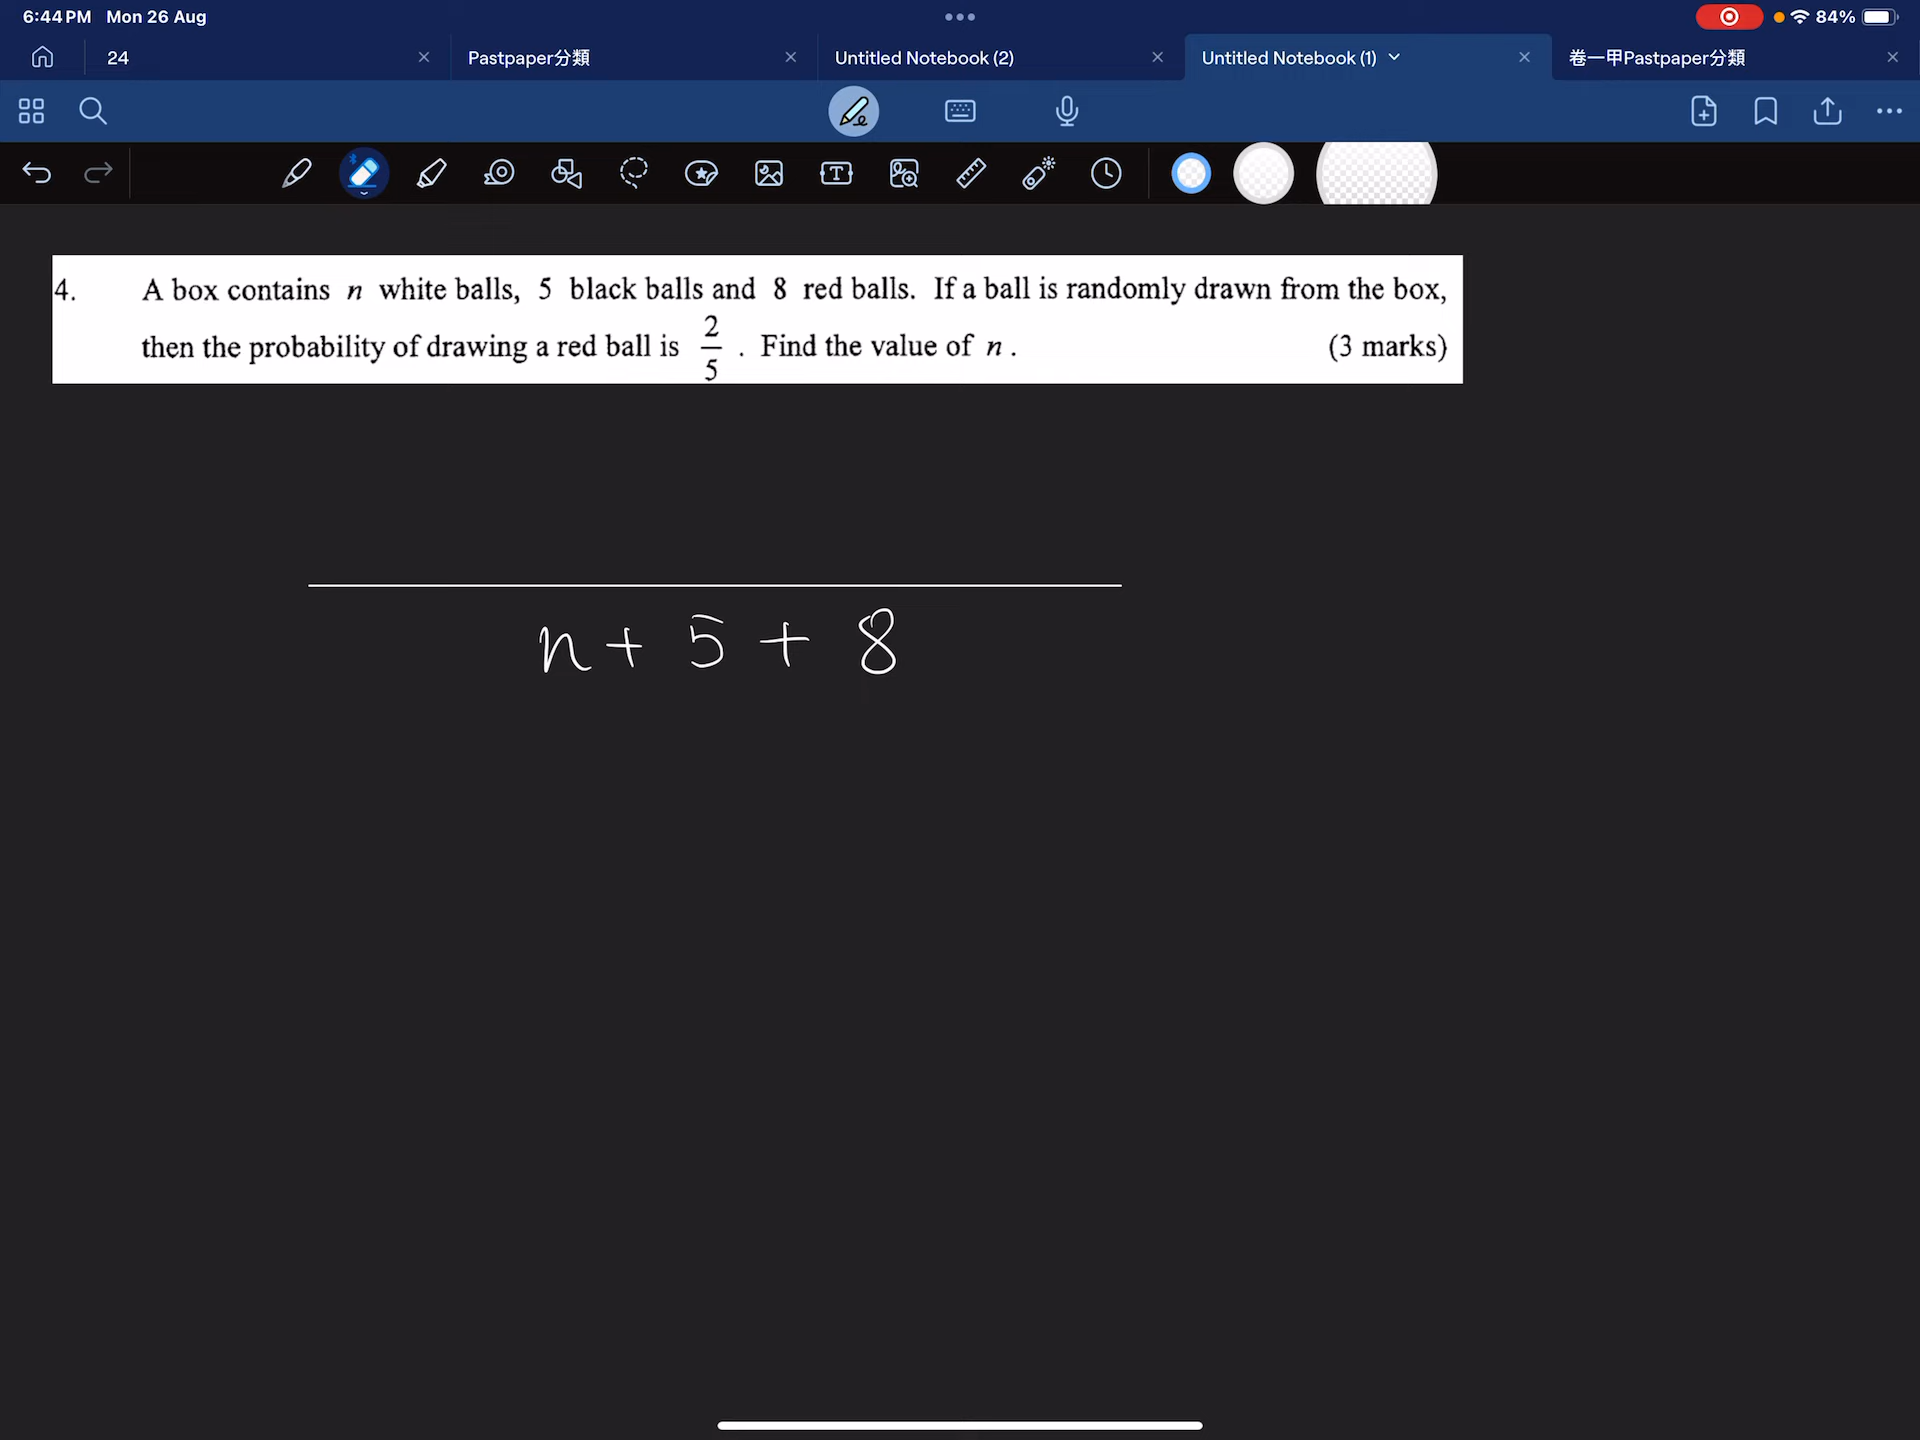 6:44 PM Mon 26 Aug
84%
24
Pastpaper分類
Untitled Notebook (2)
Untitled Notebook (1)
卷一甲Pastpaper分類
4. A box contains n white balls, 5 black balls and 8 red balls. If a ball is randomly drawn from the box,
then the probability of drawing a red ball is 2/5 . Find the value of n . (3 marks)
n + 5 + 8